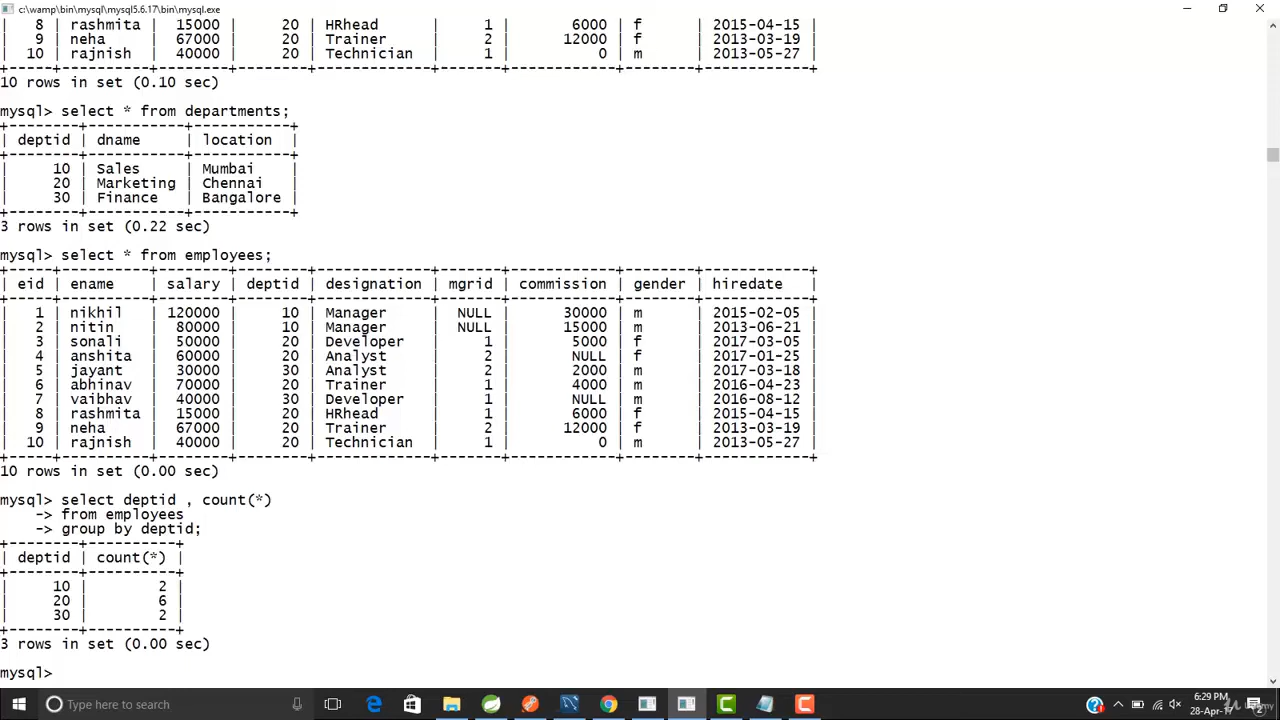 c:\wamp\bin\mysql\mysql5.6.17\bin\mysql.exe
|    8 | rashmita |  15000 |     20 | HRhead      |     1 |       6000 | f      | 2015-04-15 |
|    9 | neha     |  67000 |     20 | Trainer     |     2 |      12000 | f      | 2013-03-19 |
|   10 | rajnish  |  40000 |     20 | Technician  |     1 |          0 | m      | 2013-05-27 |
+------+----------+--------+--------+-------------+-------+------------+--------+------------+
10 rows in set (0.10 sec)
mysql> select * from departments;
+--------+-----------+-----------+
| deptid | dname     | location  |
+--------+-----------+-----------+
|     10 | Sales     | Mumbai    |
|     20 | Marketing | Chennai   |
|     30 | Finance   | Bangalore |
+--------+-----------+-----------+
3 rows in set (0.22 sec)
mysql> select * from employees;
+------+----------+--------+--------+-------------+-------+------------+--------+------------+
| eid  | ename    | salary | deptid | designation | mgrid | commission | gender | hiredate   |
+------+----------+--------+--------+-------------+-------+------------+--------+------------+
|    1 | nikhil   | 120000 |     10 | Manager     |  NULL |      30000 | m      | 2015-02-05 |
|    2 | nitin    |  80000 |     10 | Manager     |  NULL |      15000 | m      | 2013-06-21 |
|    3 | sonali   |  50000 |     20 | Developer   |     1 |       5000 | f      | 2017-03-05 |
|    4 | anshita  |  60000 |     20 | Analyst     |     2 |       NULL | f      | 2017-01-25 |
|    5 | jayant   |  30000 |     30 | Analyst     |     2 |       2000 | m      | 2017-03-18 |
|    6 | abhinav  |  70000 |     20 | Trainer     |     1 |       4000 | m      | 2016-04-23 |
|    7 | vaibhav  |  40000 |     30 | Developer   |     1 |       NULL | m      | 2016-08-12 |
|    8 | rashmita |  15000 |     20 | HRhead      |     1 |       6000 | f      | 2015-04-15 |
|    9 | neha     |  67000 |     20 | Trainer     |     2 |      12000 | f      | 2013-03-19 |
|   10 | rajnish  |  40000 |     20 | Technician  |     1 |          0 | m      | 2013-05-27 |
+------+----------+--------+--------+-------------+-------+------------+--------+------------+
10 rows in set (0.00 sec)
mysql> select deptid , count(*)
    -> from employees
    -> group by deptid;
+--------+----------+
| deptid | count(*) |
+--------+----------+
|     10 |        2 |
|     20 |        6 |
|     30 |        2 |
+--------+----------+
3 rows in set (0.00 sec)
mysql>
Type here to search
6:29 PM
28-Apr-17